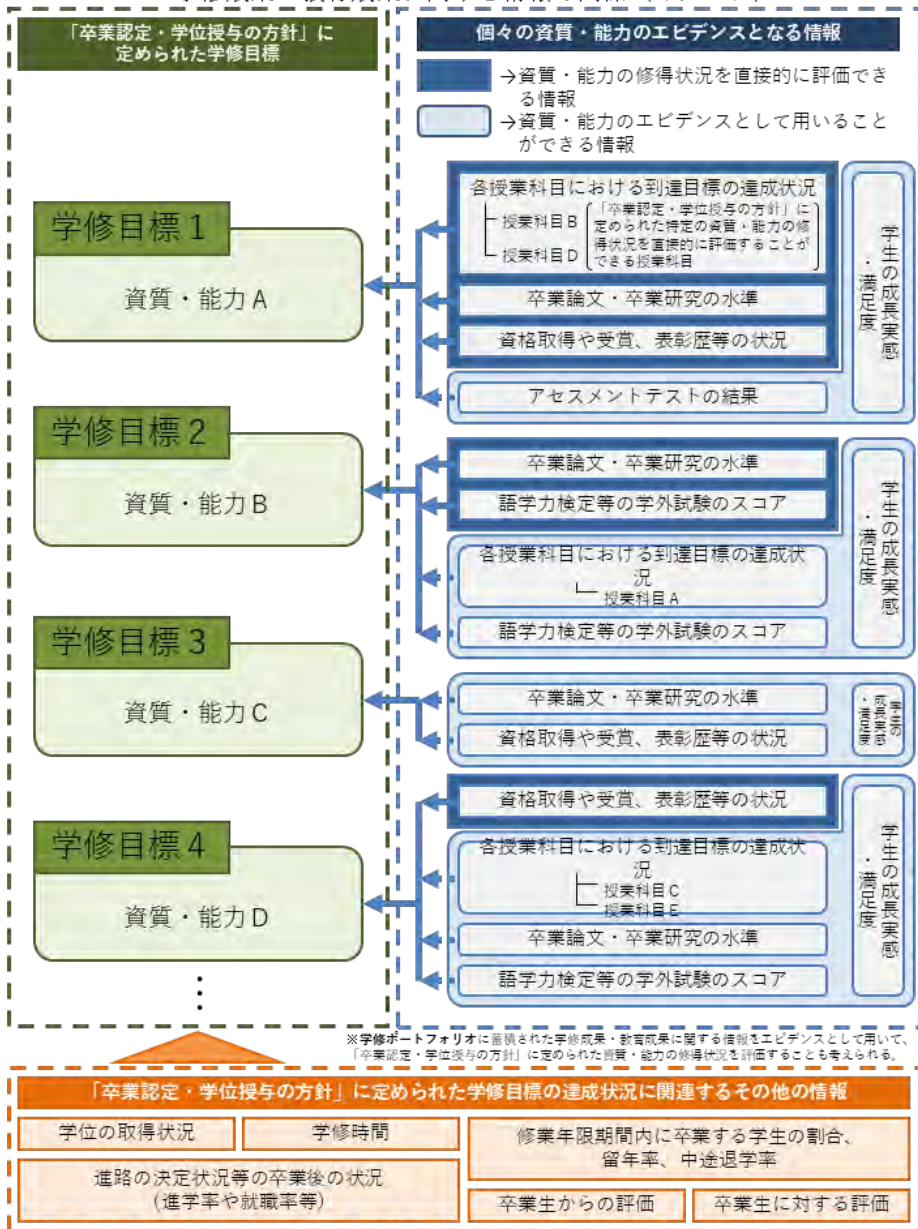 「卒業認定・学位授与の方針」に
定められた学修目標
個々の資質・能力のエビデンスとなる情報
→資質・能力の修得状況を直接的に評価でき
る情報
→資質・能力のエビデンスとして用いること
ができる情報
学修目標1
資質・能力A
各授業科目における到達目標の達成状況
授業科目B
授業科目D
「卒業認定・学位授与の方針」に
定められた特定の資質・能力の修
得状況を直接的に評価することが
できる授業科目
卒業論文・卒業研究の水準
資格取得や受賞、表彰歴等の状況
アセスメントテストの結果
学生の成長実感
・満足度
学修目標2
資質・能力B
卒業論文・卒業研究の水準
語学力検定等の学外試験のスコア
各授業科目における到達目標の達成状
況
授業科目A
語学力検定等の学外試験のスコア
学生の成長実感
・満足度
学修目標3
資質・能力C
卒業論文・卒業研究の水準
資格取得や受賞、表彰歴等の状況
学生の
成長実感
・満足度
学修目標4
資質・能力D
資格取得や受賞、表彰歴等の状況
各授業科目における到達目標の達成状
況
授業科目C
授業科目E
卒業論文・卒業研究の水準
語学力検定等の学外試験のスコア
学生の成長実感
・満足度
⋮
※学修ポートフォリオに蓄積された学修成果・教育成果に関する情報をエビデンスとして用いて、
「卒業認定・学位授与の方針」に定められた資質・能力の修得状況を評価することも考えられる。
「卒業認定・学位授与の方針」に定められた学修目標の達成状況に関連するその他の情報
学位の取得状況
学修時間
進路の決定状況等の卒業後の状況
(進学率や就職率等)
修業年限期間内に卒業する学生の割合、
留年率、中途退学率
卒業生からの評価
卒業生に対する評価